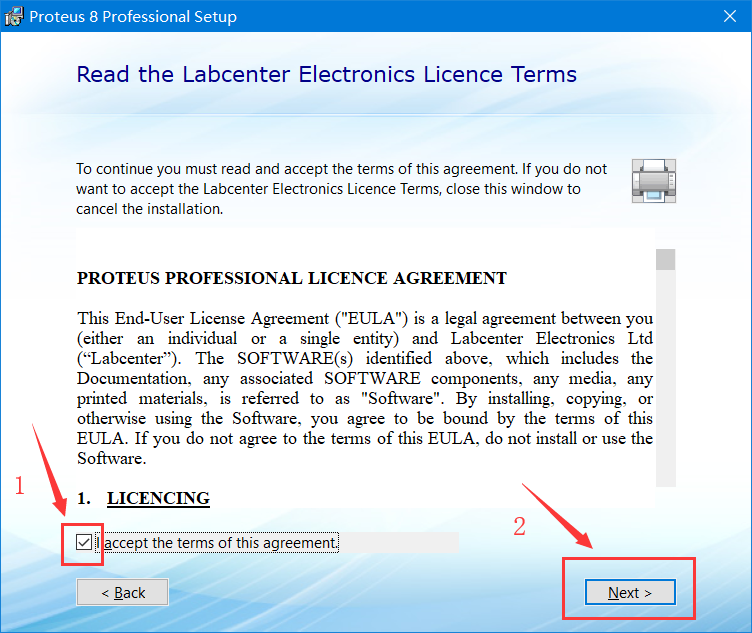 Proteus 8 Professional Setup
Read the Labcenter Electronics Licence Terms
To continue you must read and accept the terms of this agreement. If you do not
want to accept the Labcenter Electronics Licence Terms, close this window to
cancel the installation.
PROTEUS PROFESSIONAL LICENCE AGREEMENT
This End-User License Agreement ("EULA") is a legal agreement between you
(either an individual or a single entity) and Labcenter Electronics Ltd
(“Labcenter”). The SOFTWARE(s) identified above, which includes the
Documentation, any associated SOFTWARE components, any media, any
printed materials, is referred to as "Software". By installing, copying, or
otherwise using the Software, you agree to be bound by the terms of this
EULA. If you do not agree to the terms of this EULA, do not install or use the
Software.
1. LICENCING
1
I accept the terms of this agreement.
2
< Back
Next >